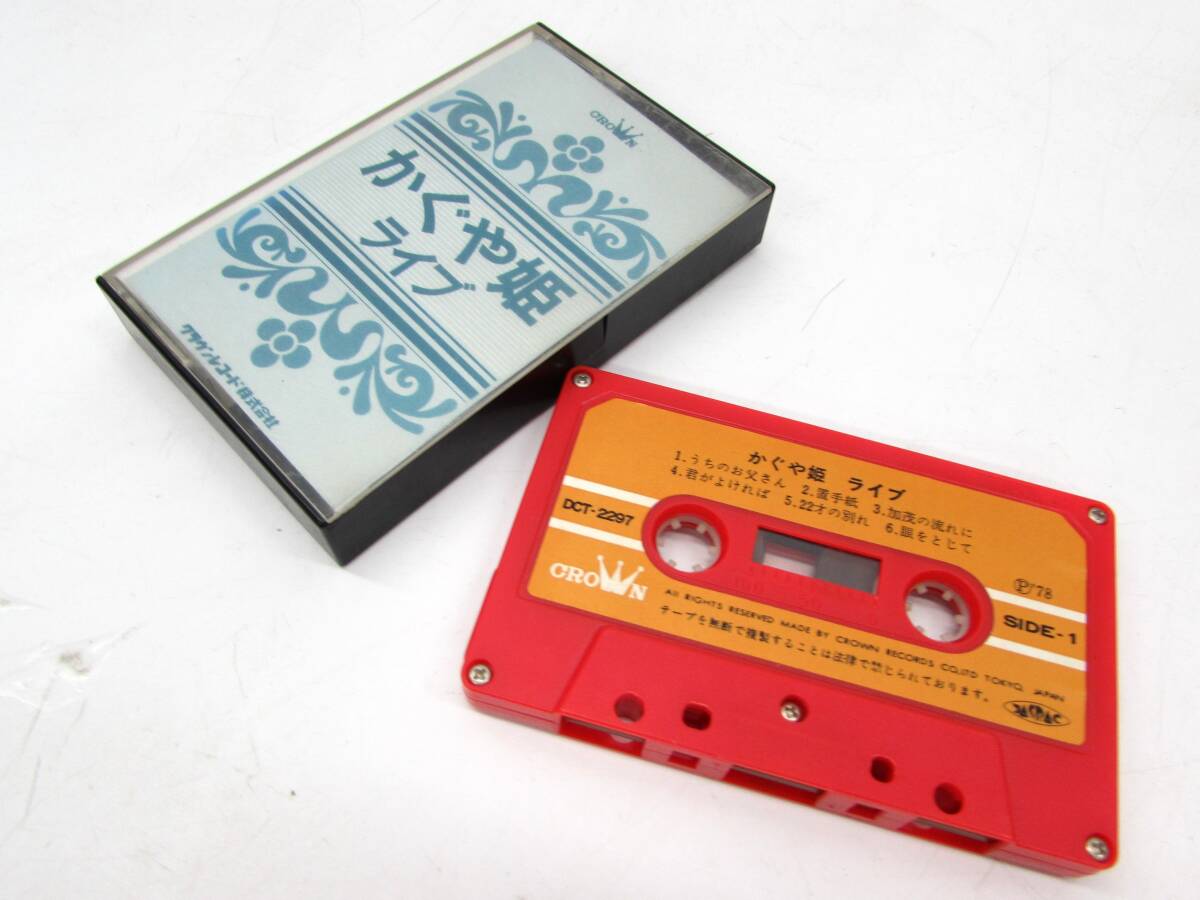 CROWN
かぐや姫
ライブ
クラウンレコード株式会社
かぐや姫 ライブ
1.うちのお父さん 2.置手紙 3.加茂の流れに
4.君がよければ 5.22才の別れ 6.眼をとじて
DCT-2297
CROWN
Ⓟ'78
SIDE-1
All RIGHTS RESERVED MADE BY CROWN RECORDS CO,LTD TOKYO, JAPAN
テープを無断で複製することは法律で禁じられております。